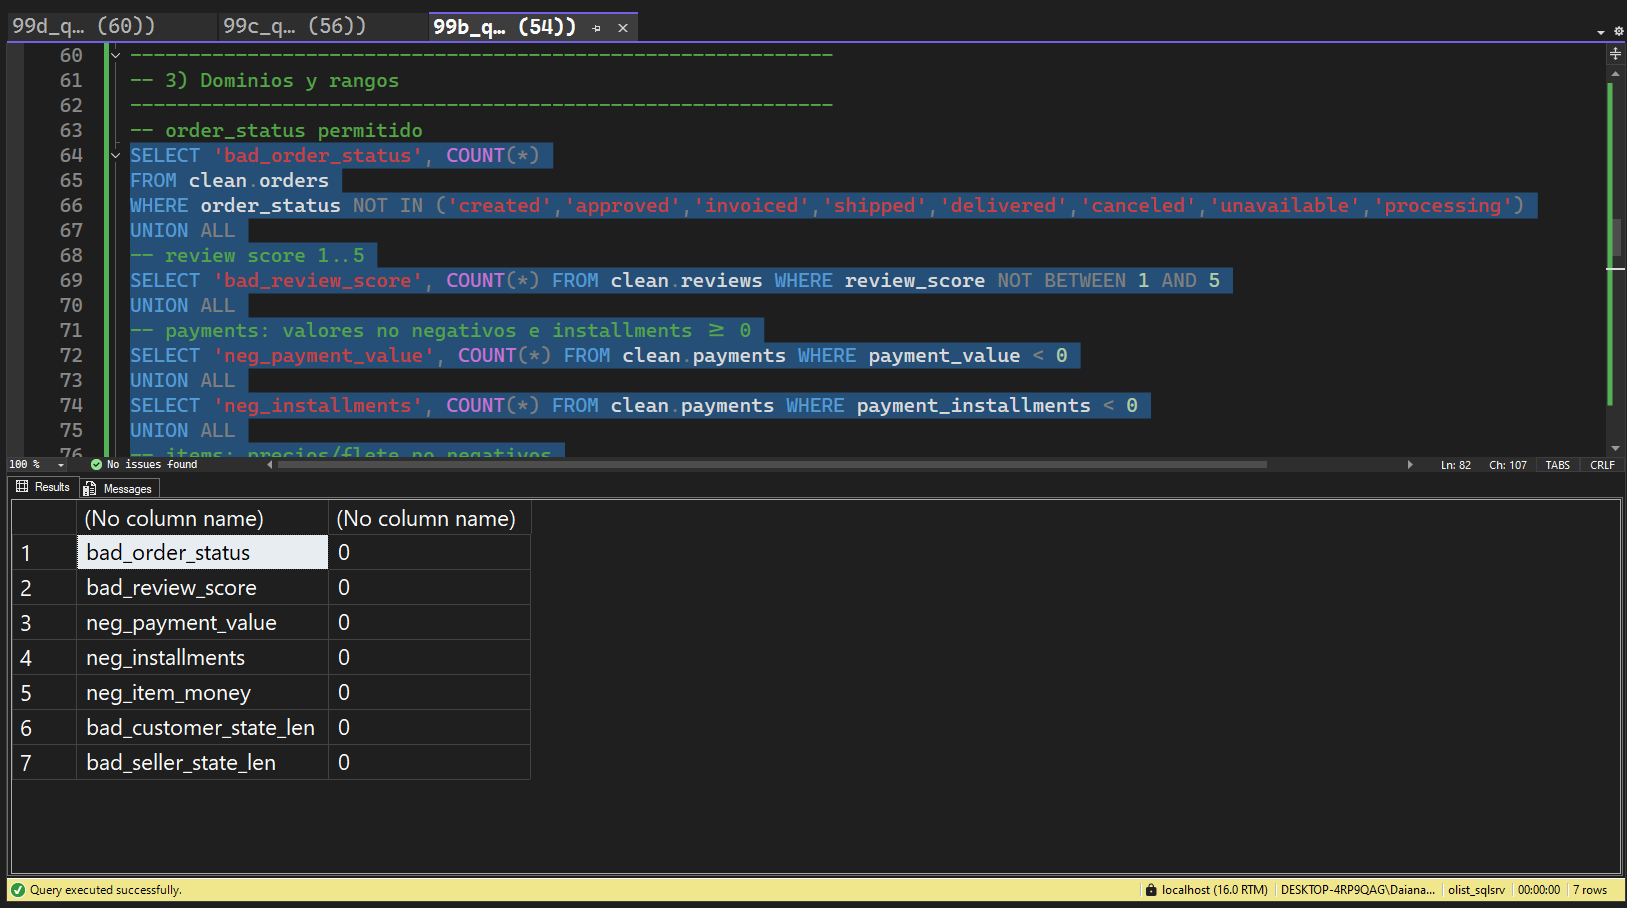 99d_q... (60))
99c_q... (56))
99b_q... (54))
60 ------------------------------------------------------------
61 -- 3) Dominios y rangos
62 ------------------------------------------------------------
63 -- order_status permitido
64 SELECT 'bad_order_status', COUNT(*)
65 FROM clean.orders
66 WHERE order_status NOT IN ('created','approved','invoiced','shipped','delivered','canceled','unavailable','processing')
67 UNION ALL
68 -- review score 1..5
69 SELECT 'bad_review_score', COUNT(*) FROM clean.reviews WHERE review_score NOT BETWEEN 1 AND 5
70 UNION ALL
71 -- payments: valores no negativos e installments ≥ 0
72 SELECT 'neg_payment_value', COUNT(*) FROM clean.payments WHERE payment_value < 0
73 UNION ALL
74 SELECT 'neg_installments', COUNT(*) FROM clean.payments WHERE payment_installments < 0
75 UNION ALL
76 -- items: precios/flete no negativos
100 %
No issues found
Ln: 82
Ch: 107
TABS
CRLF
Results
Messages
(No column name) (No column name)
1 bad_order_status 0
2 bad_review_score 0
3 neg_payment_value 0
4 neg_installments 0
5 neg_item_money 0
6 bad_customer_state_len 0
7 bad_seller_state_len 0
Query executed successfully.
localhost (16.0 RTM)
DESKTOP-4RP9QAG\Daiana...
olist_sqlsrv
00:00:00
7 rows